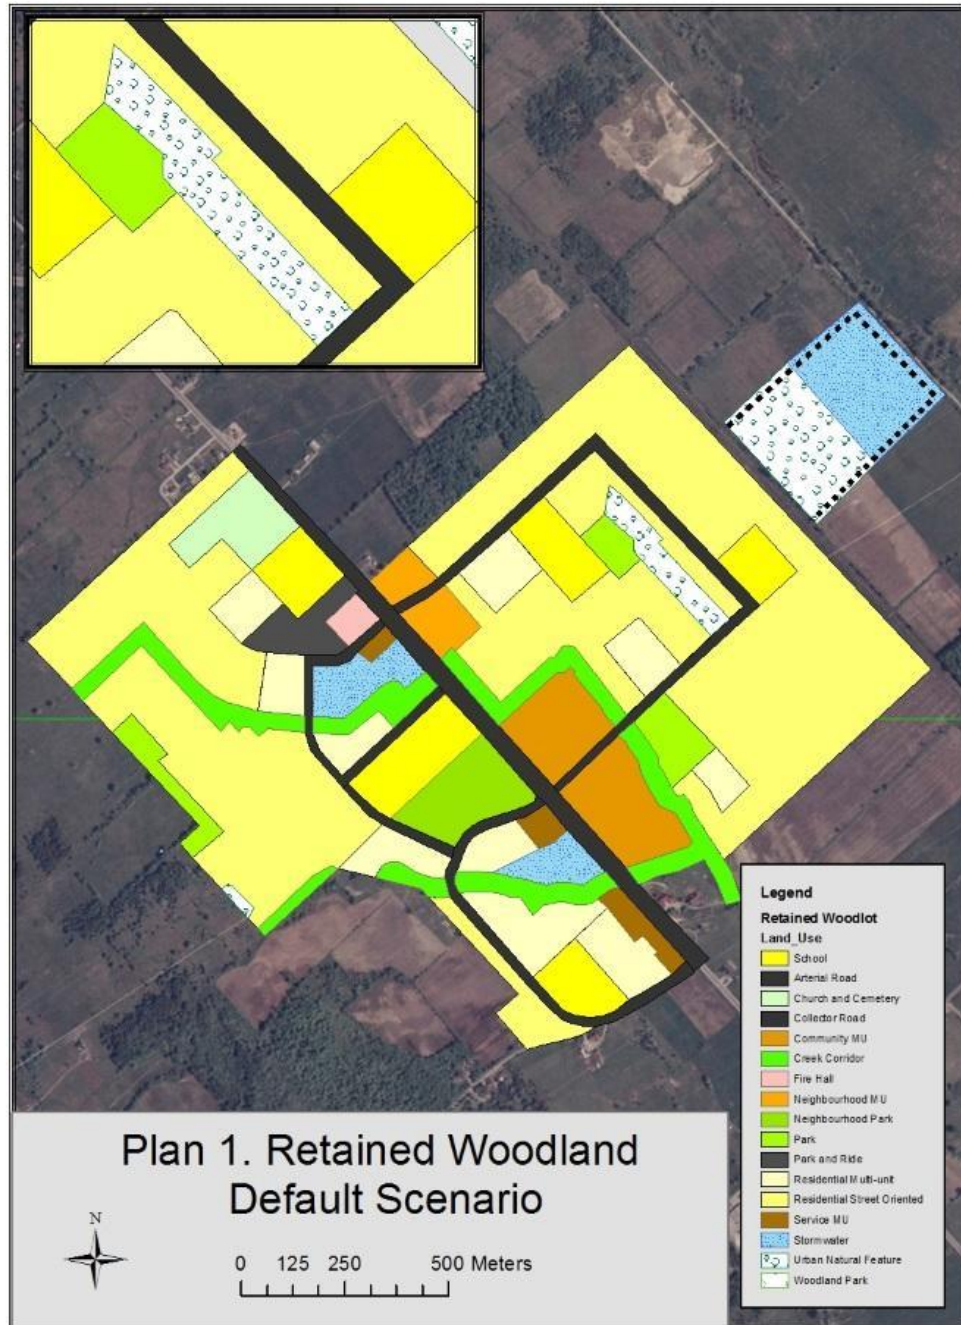 Legend
Retained Woodlot
Land_Use
School
Arterial Road
Church and Cemetery
Collector Road
Community MU
Creek Corridor
Fire Hall
Neighbourhood MU
Neighbourhood Park
Park
Park and Ride
Residential Multi-unit
Residential Street Oriented
Service MU
Stormwater
Urban Natural Feature
Woodland Park
Plan 1. Retained Woodland
Default Scenario
N
0 125 250 500 Meters